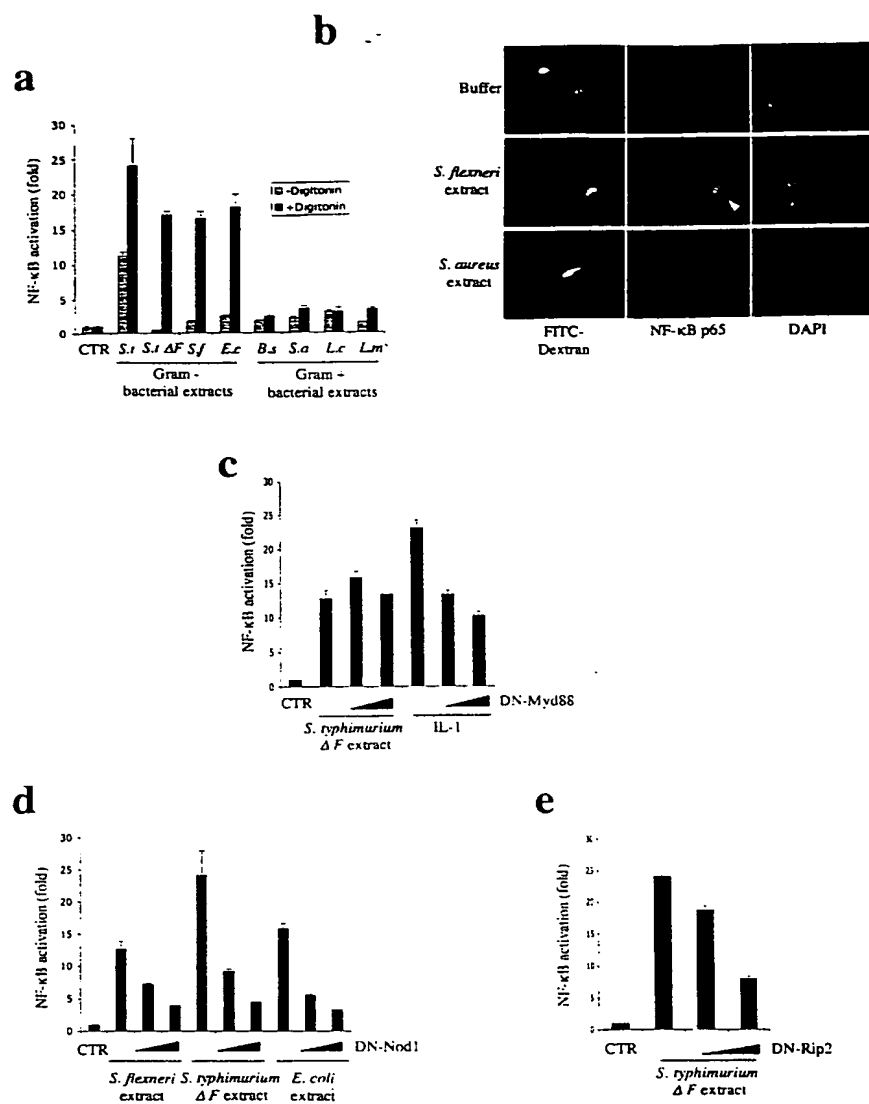 a
NF-κB activation (fold)
30
25
20
15
10
5
0
-Digitonin
+Digitonin
CTR S.t S.t ΔF S.f E.c B.s S.a L.c L.m
Gram -
bacterial extracts
Gram +
bacterial extracts
b
Buffer
S. flexneri
extract
S. aureus
extract
FITC-
Dextran
NF-κB p65
DAPI
c
NF-κB activation (fold)
30
25
20
15
10
5
0
CTR
DN-Myd88
S. typhimurium
Δ F extract
IL-1
d
NF-κB activation (fold)
30
25
20
15
10
5
0
CTR
DN-Nod1
S. flexneri
extract
S. typhimurium
Δ F extract
E. coli
extract
e
NF-κB activation (fold)
25
20
15
0
CTR
DN-Rip2
S. typhimurium
Δ F extract